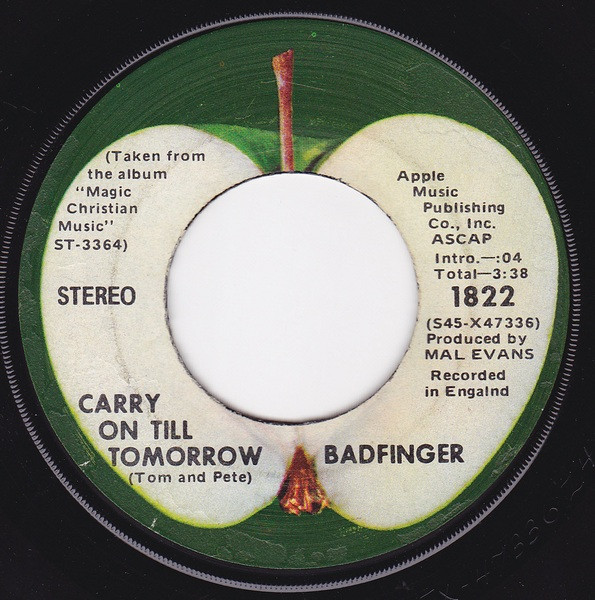 (Taken from
the album
"Magic
Christian
Music"
ST-3364)
STEREO
CARRY
ON TILL
TOMORROW
(Tom and Pete)
Apple
Music
Publishing
Co., Inc.
ASCAP
Intro.—:04
Total—3:38
1822
(S45-X47336)
Produced by
MAL EVANS
Recorded
in Engalnd
BADFINGER